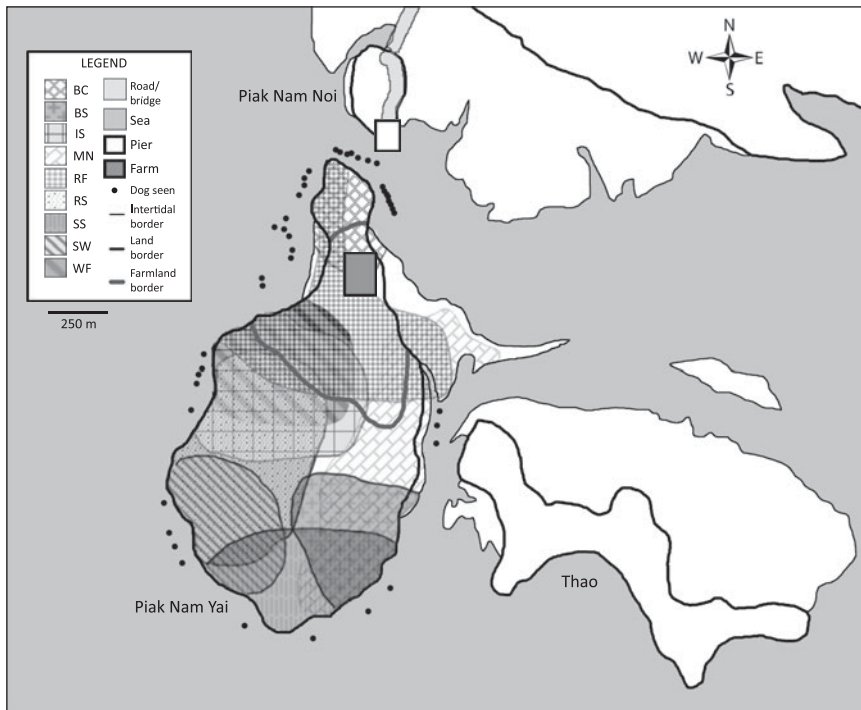 N
W E
S
LEGEND
BC
BS
IS
MN
RF
RS
SS
SW
WF
Road/
bridge
Sea
Pier
Farm
Dog seen
Intertidal
border
Land
border
Farmland
border
250 m
Piak Nam Noi
Piak Nam Yai
Thao